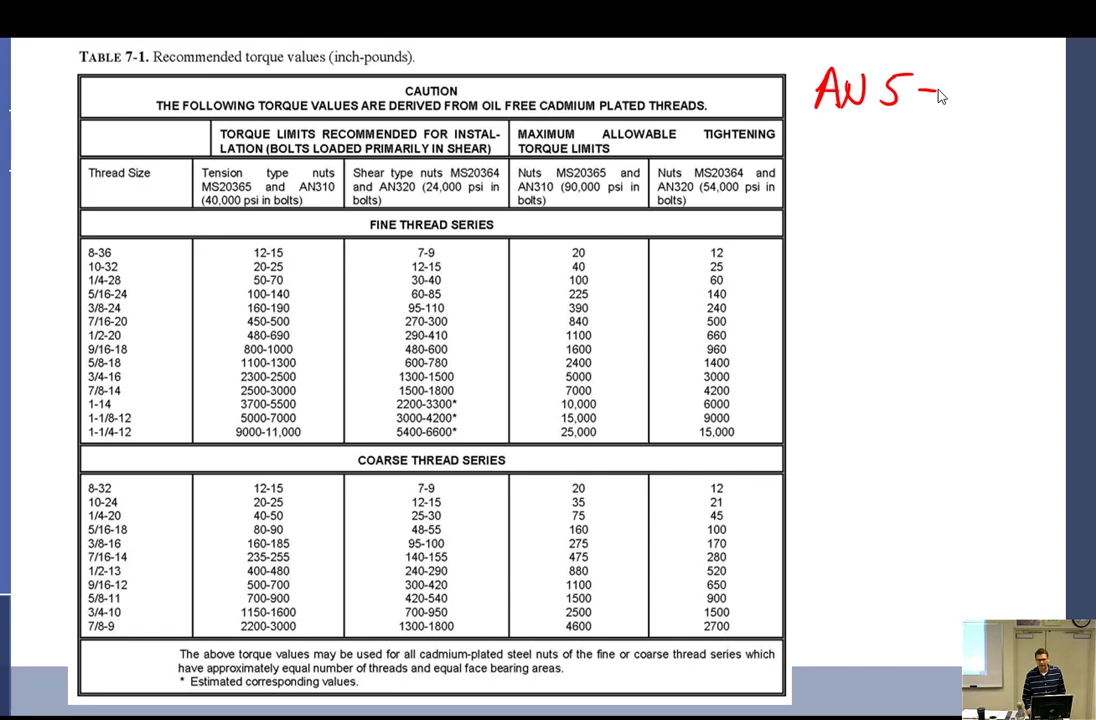 TABLE 7-1. Recommended torque values (inch-pounds).
AN 5 -
CAUTION
THE FOLLOWING TORQUE VALUES ARE DERIVED FROM OIL FREE CADMIUM PLATED THREADS.
TORQUE LIMITS RECOMMENDED FOR INSTAL-
LATION (BOLTS LOADED PRIMARILY IN SHEAR)
MAXIMUM ALLOWABLE TIGHTENING
TORQUE LIMITS
Thread Size
Tension type nuts
MS20365 and AN310
(40,000 psi in bolts)
Shear type nuts MS20364
and AN320 (24,000 psi in
bolts)
Nuts MS20365 and
AN310 (90,000 psi in
bolts)
Nuts MS20364 and
AN320 (54,000 psi in
bolts)
FINE THREAD SERIES
8-36 12-15 7-9 20 12
10-32 20-25 12-15 40 25
1/4-28 50-70 30-40 100 60
5/16-24 100-140 60-85 225 140
3/8-24 160-190 95-110 390 240
7/16-20 450-500 270-300 840 500
1/2-20 480-690 290-410 1100 660
9/16-18 800-1000 480-600 1600 960
5/8-18 1100-1300 600-780 2400 1400
3/4-16 2300-2500 1300-1500 5000 3000
7/8-14 2500-3000 1500-1800 7000 4200
1-14 3700-5500 2200-3300* 10,000 6000
1-1/8-12 5000-7000 3000-4200* 15,000 9000
1-1/4-12 9000-11,000 5400-6600* 25,000 15,000
COARSE THREAD SERIES
8-32 12-15 7-9 20 12
10-24 20-25 12-15 35 21
1/4-20 40-50 25-30 75 45
5/16-18 80-90 48-55 160 100
3/8-16 160-185 95-100 275 170
7/16-14 235-255 140-155 475 280
1/2-13 400-480 240-290 880 520
9/16-12 500-700 300-420 1100 650
5/8-11 700-900 420-540 1500 900
3/4-10 1150-1600 700-950 2500 1500
7/8-9 2200-3000 1300-1800 4600 2700
The above torque values may be used for all cadmium-plated steel nuts of the fine or coarse thread series which
have approximately equal number of threads and equal face bearing areas.
* Estimated corresponding values.